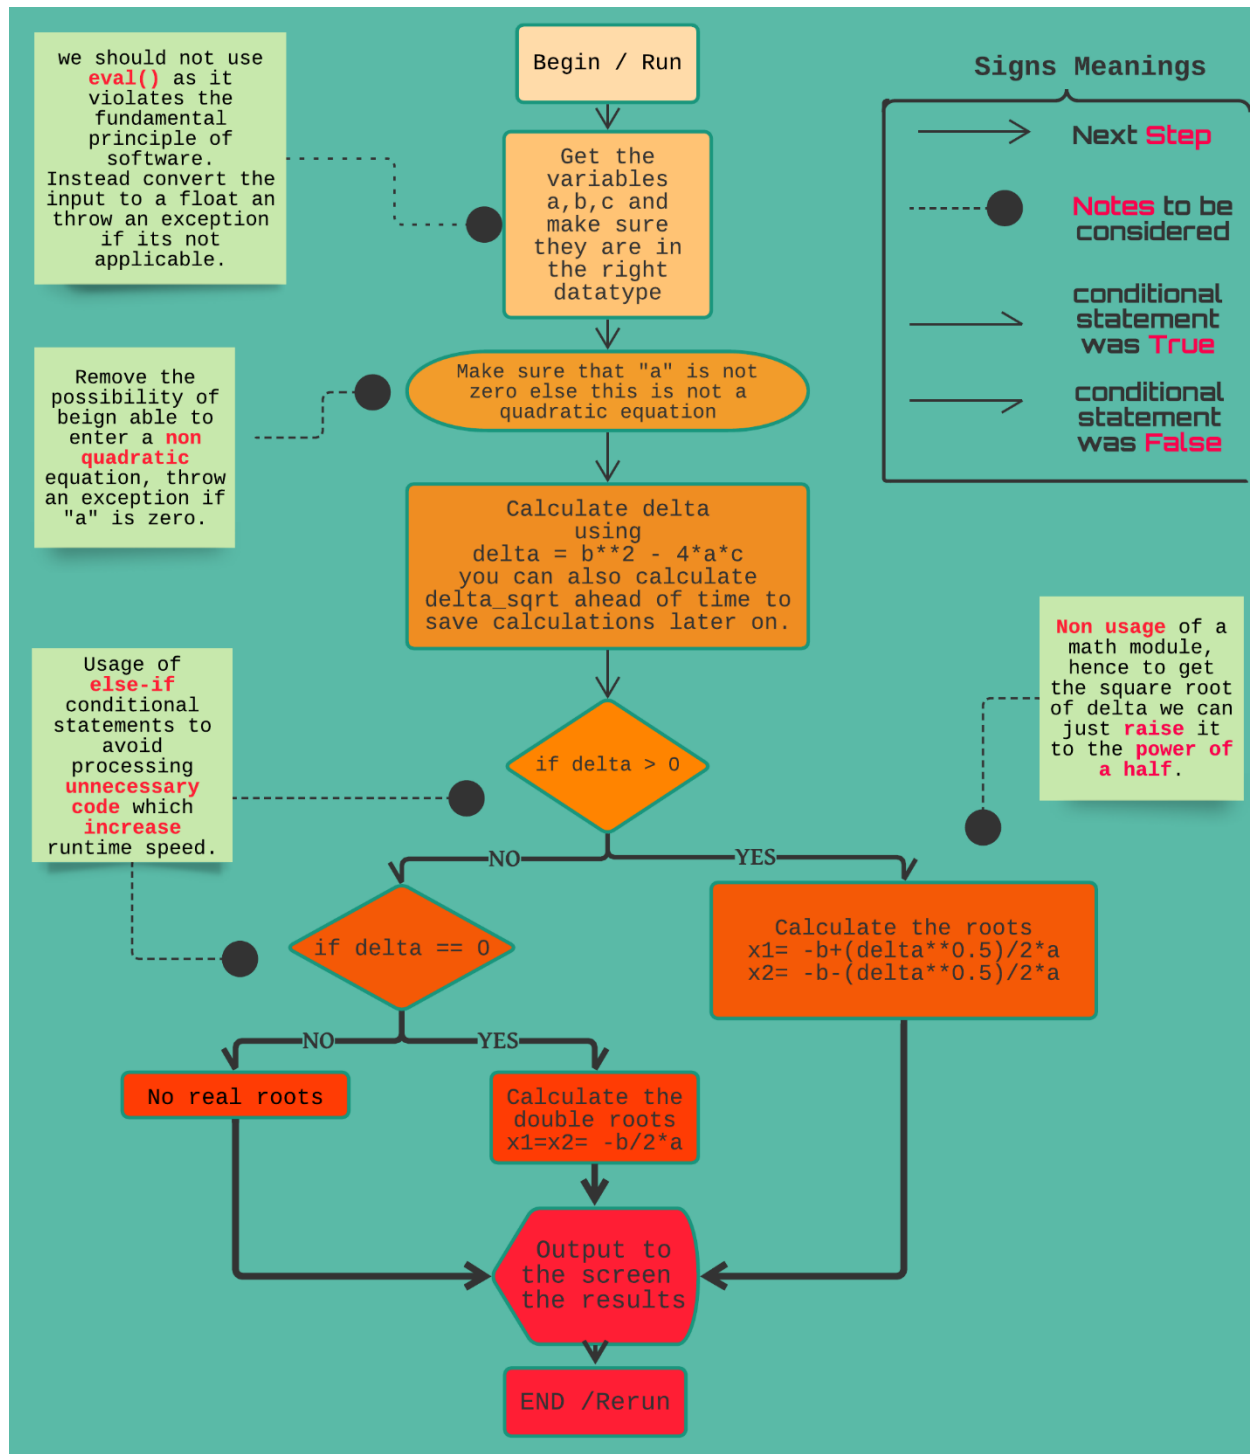 Begin / Run
we should not use
eval() as it
violates the
fundamental
principle of
software.
Instead convert the
input to a float an
throw an exception
if its not
applicable.
Get the
variables
a,b,c and
make sure
they are in
the right
datatype
Signs Meanings
Next Step
Notes to be
considered
conditional
statement
was True
conditional
statement
was False
Remove the
possibility of
beign able to
enter a non
quadratic
equation, throw
an exception if
"a" is zero.
Make sure that "a" is not
zero else this is not a
quadratic equation
Calculate delta
using
delta = b**2 - 4*a*c
you can also calculate
delta_sqrt ahead of time to
save calculations later on.
Usage of
else-if
conditional
statements to
avoid
processing
unnecessary
code which
increase
runtime speed.
if delta > 0
Non usage of a
math module,
hence to get
the square root
of delta we can
just raise it
to the power of
a half.
NO
YES
if delta == 0
Calculate the roots
x1= -b+(delta**0.5)/2*a
x2= -b-(delta**0.5)/2*a
NO
YES
No real roots
Calculate the
double roots
x1=x2= -b/2*a
Output to
the screen
the results
END /Rerun